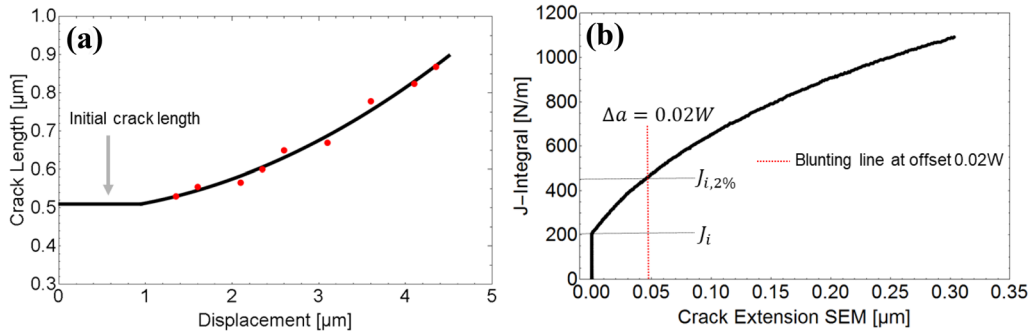 (a)
Crack Length [μm]
1.0
0.9
0.8
0.7
0.6
0.5
0.4
0.3
Initial crack length
0 1 2 3 4 5
Displacement [μm]
(b)
J-Integral [N/m]
1200
1000
800
600
400
200
0
Δa = 0.02W
Blunting line at offset 0.02W
J_{i,2%}
J_i
0.00 0.05 0.10 0.15 0.20 0.25 0.30 0.35
Crack Extension SEM [μm]